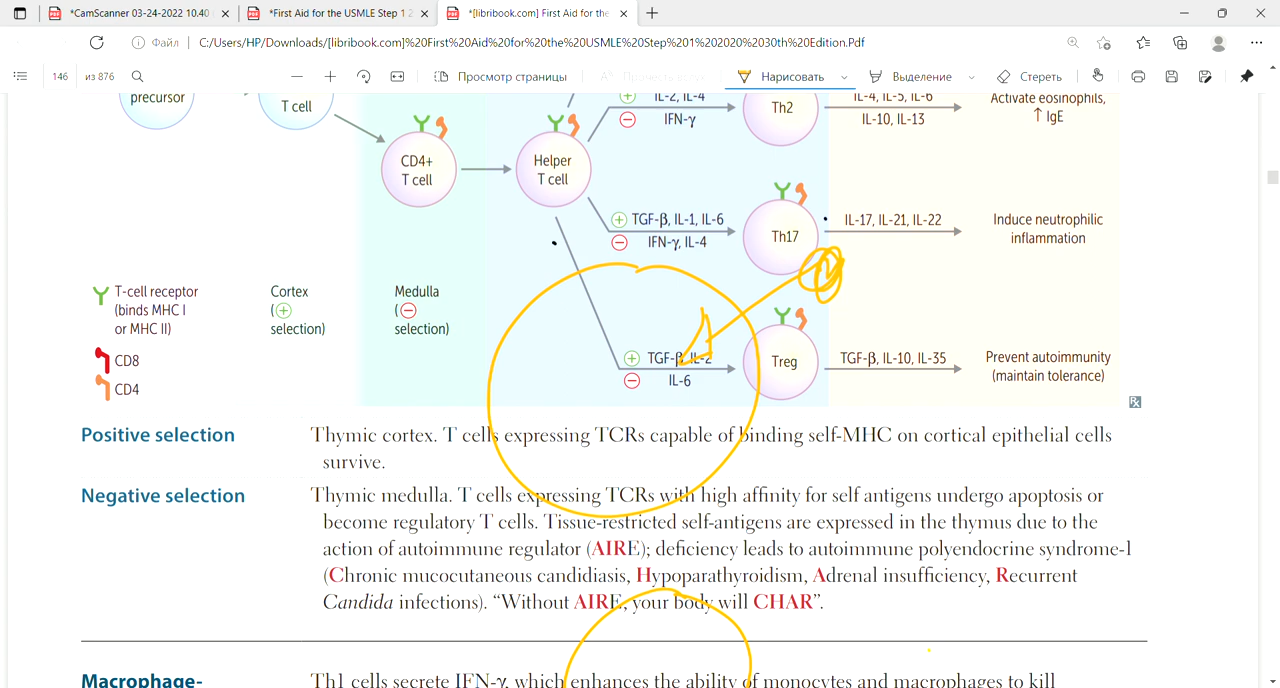 *CamScanner 03-24-2022 10.40
*First Aid for the USMLE Step 1 2
*[libribook.com] First Aid for the
Файл
C:/Users/HP/Downloads/[libribook.com]%20First%20Aid%20for%20the%20USMLE%20Step%201%202020%2030th%20Edition.Pdf
146 из 876
Просмотр страницы
Прочесть вслух
Нарисовать
Выделение
Стереть
precursor
T cell
IL-2, IL-4
IFN-γ
Th2
IL-4, IL-5, IL-6
IL-10, IL-13
Activate eosinophils,
↑ IgE
CD4+
T cell
Helper
T cell
TGF-β, IL-1, IL-6
IFN-γ, IL-4
Th17
IL-17, IL-21, IL-22
Induce neutrophilic
inflammation
T-cell receptor
(binds MHC I
or MHC II)
Cortex
(+
selection)
Medulla
(−
selection)
CD8
CD4
TGF-β, IL-2
IL-6
Treg
TGF-β, IL-10, IL-35
Prevent autoimmunity
(maintain tolerance)
Rx
Positive selection
Thymic cortex. T cells expressing TCRs capable of binding self-MHC on cortical epithelial cells
survive.
Negative selection
Thymic medulla. T cells expressing TCRs with high affinity for self antigens undergo apoptosis or
become regulatory T cells. Tissue-restricted self-antigens are expressed in the thymus due to the
action of autoimmune regulator (AIRE); deficiency leads to autoimmune polyendocrine syndrome-1
(Chronic mucocutaneous candidiasis, Hypoparathyroidism, Adrenal insufficiency, Recurrent
Candida infections). “Without AIRE, your body will CHAR”.
Macrophage-
Th1 cells secrete IFN-γ, which enhances the ability of monocytes and macrophages to kill